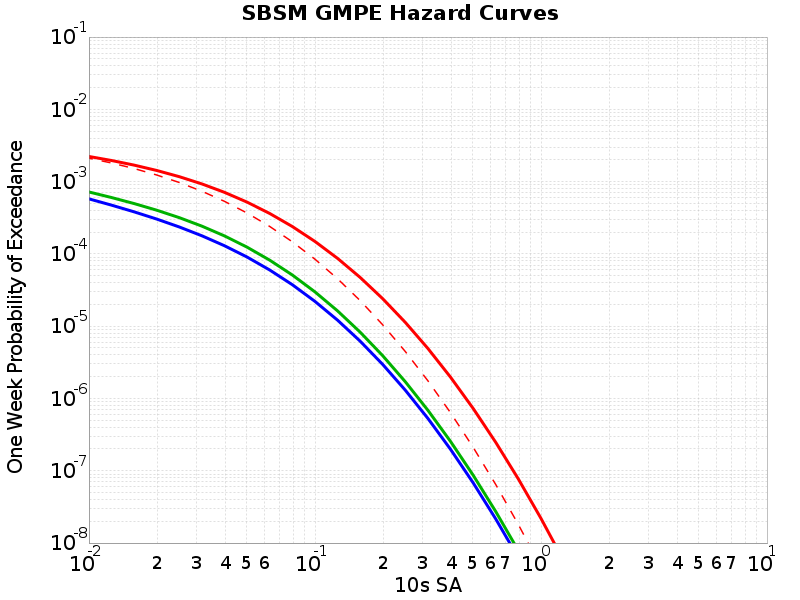 SBSM GMPE Hazard Curves
One Week Probability of Exceedance
10-1
10-2
10-3
10-4
10-5
10-6
10-7
10-8
10-2 2 3 4 5 6 10-1 2 3 4 5 6 7 100 2 3 4 5 6 7 101
10s SA